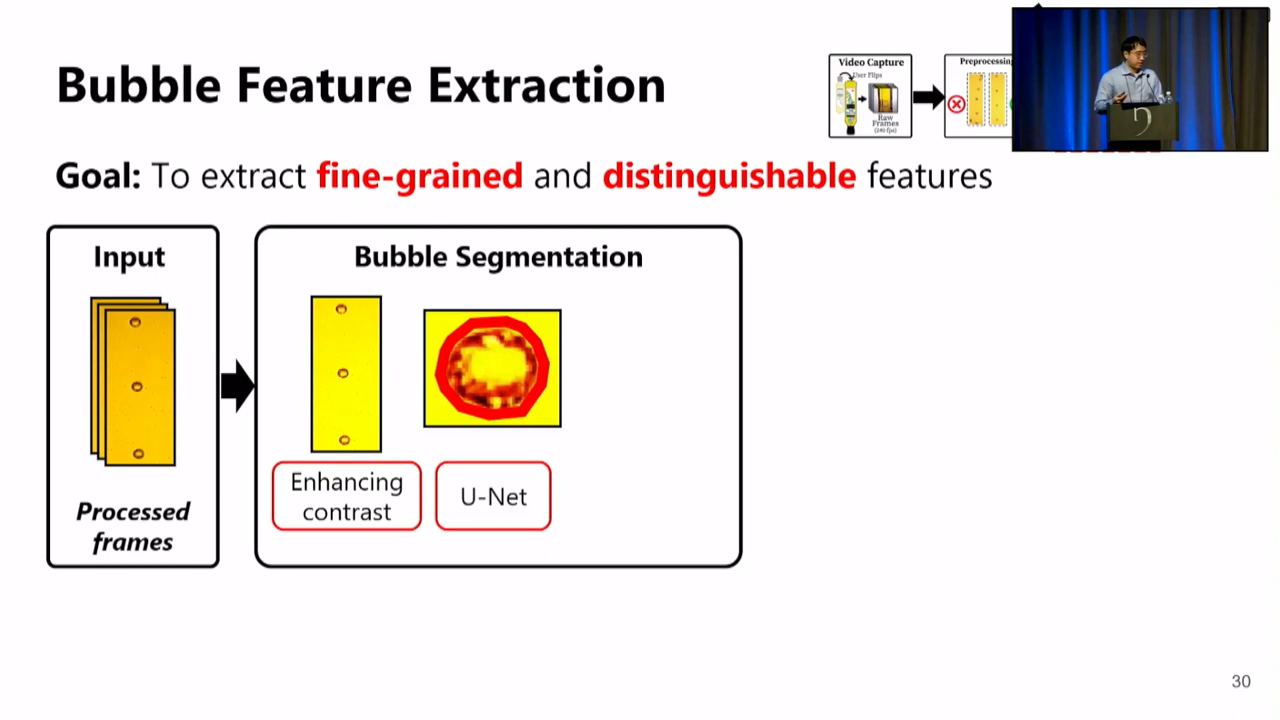 Bubble Feature Extraction
Video Capture
User Flips
Raw
Frames
(240 fps)
Preprocessing
Goal: To extract fine-grained and distinguishable features
Input
Processed
frames
Bubble Segmentation
Enhancing
contrast
U-Net
30